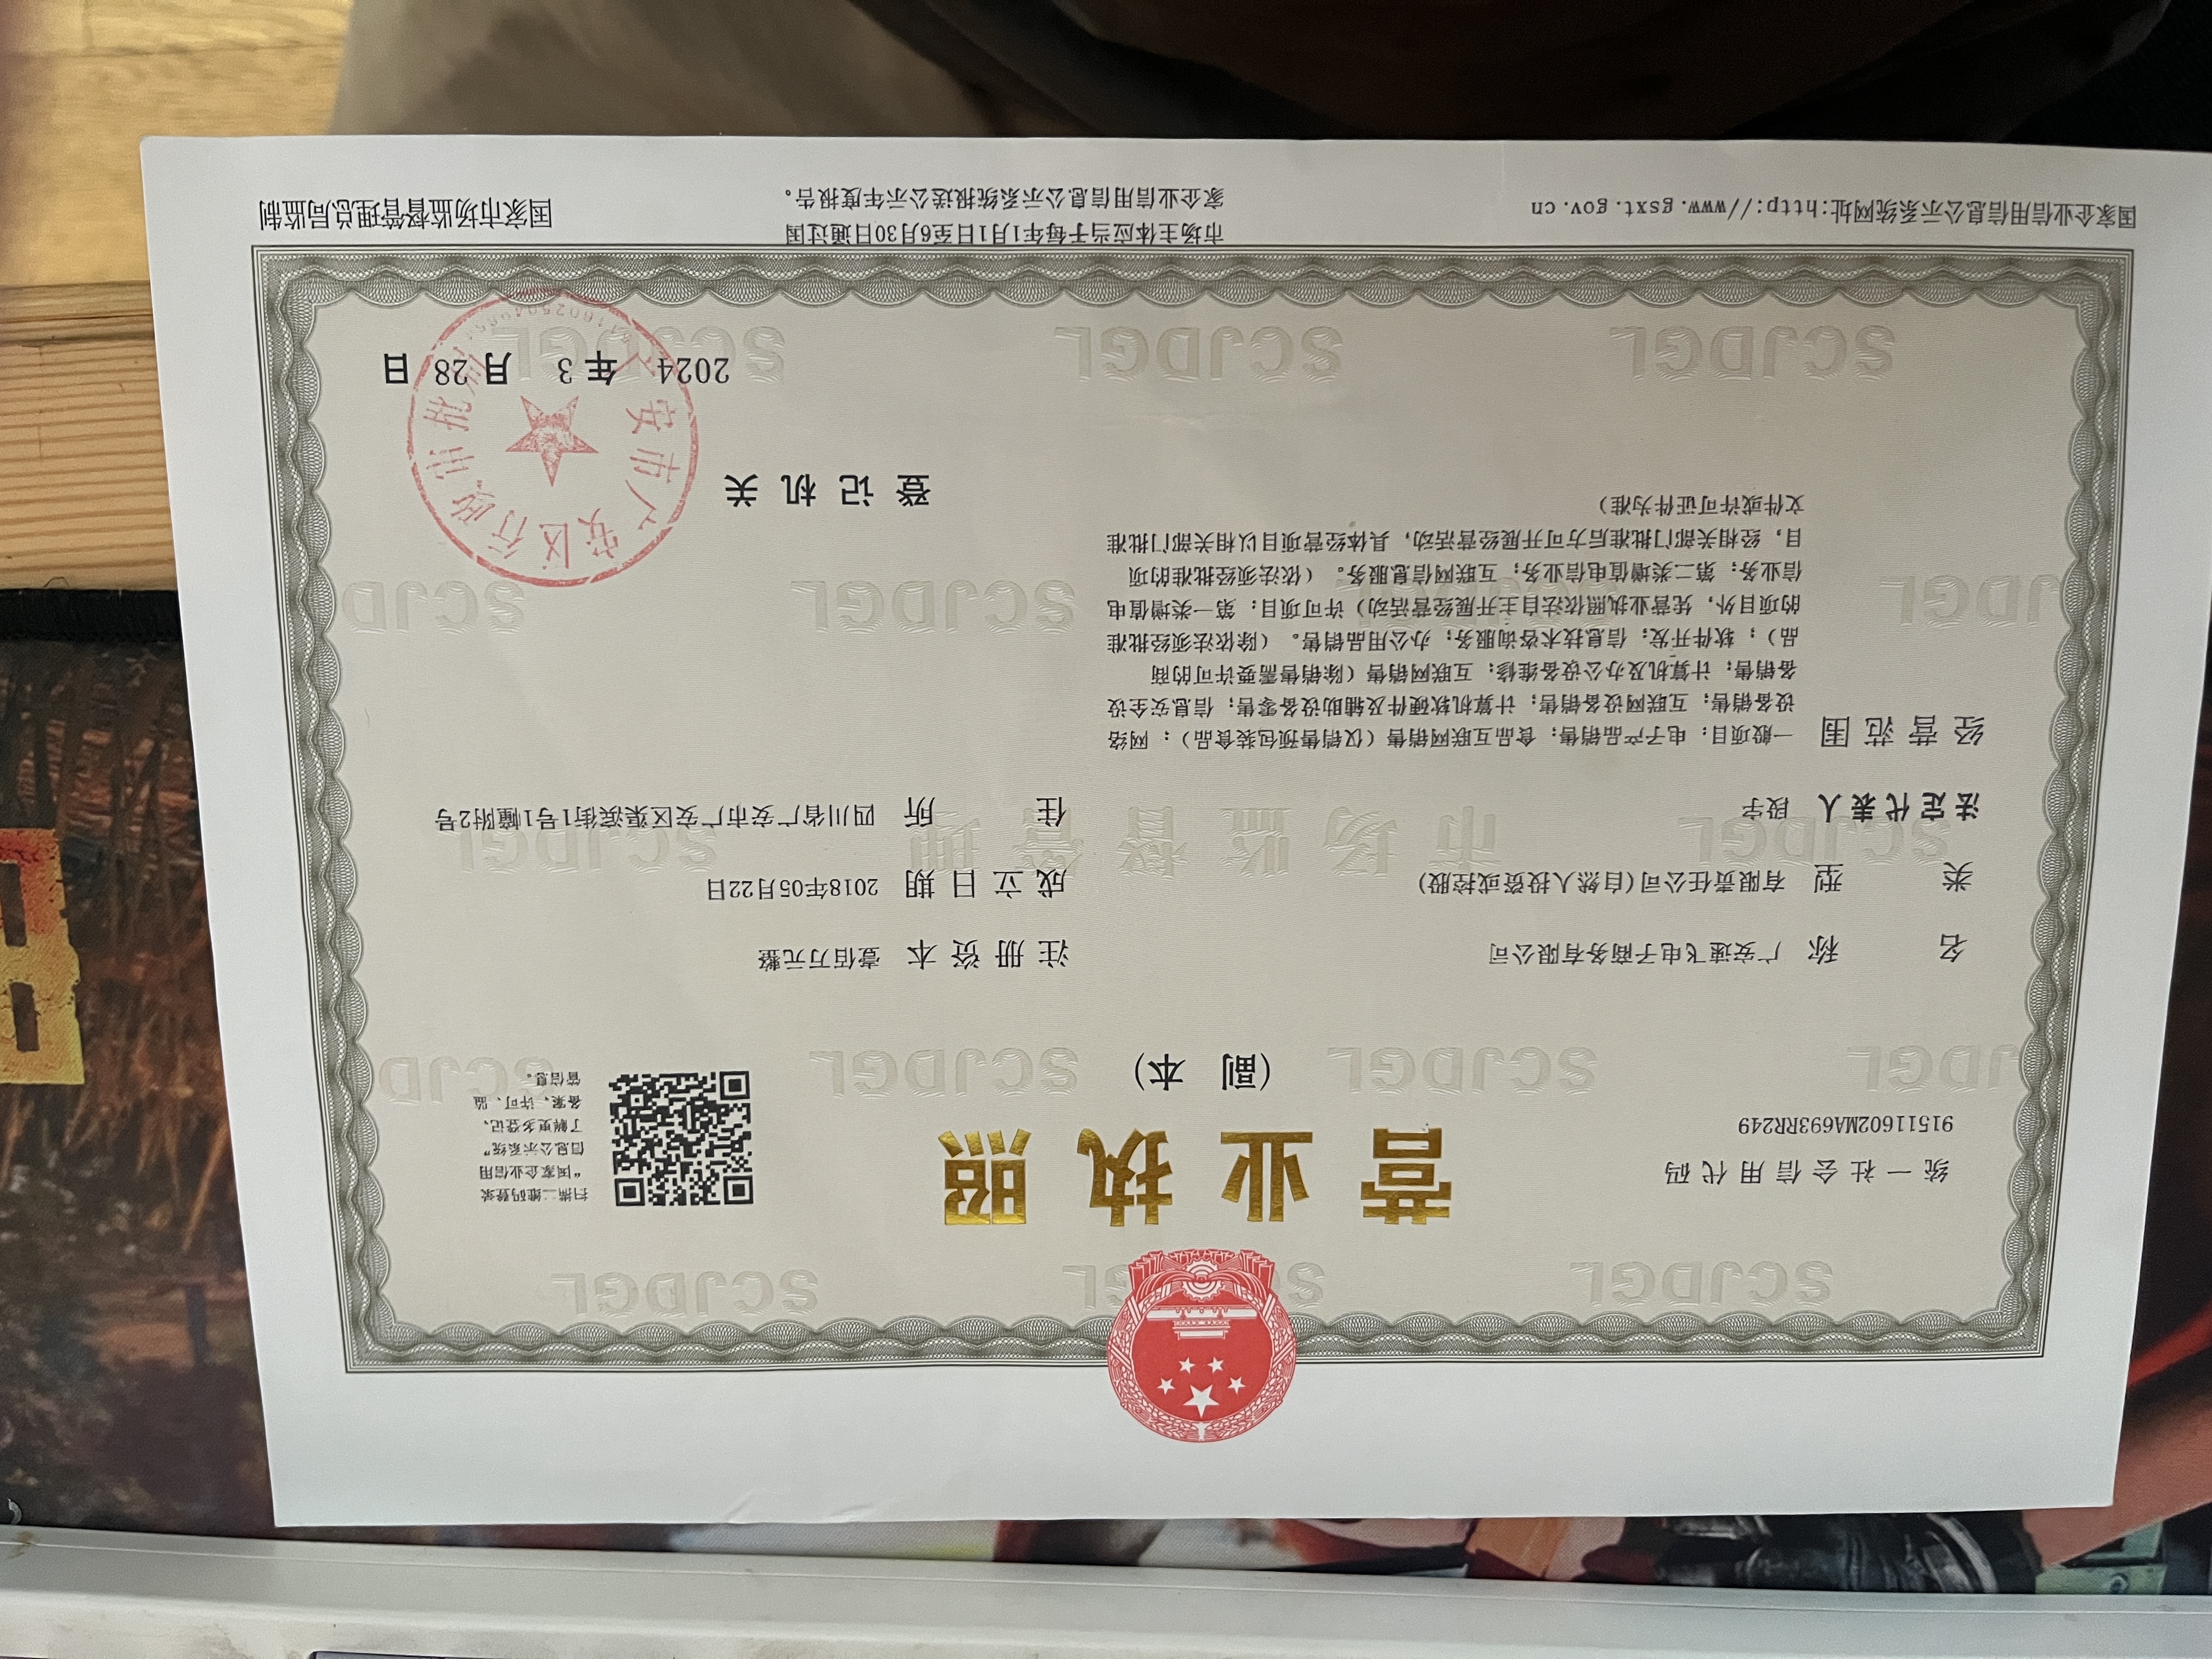 统一社会信用代码
91511602MA693RR249
营业执照
（副 本）
扫描二维码登录
“国家企业信用
信息公示系统”
了解更多登记、
备案、许可、监
管信息。
名 称 广安速飞电子商务有限公司
类 型 有限责任公司(自然人投资或控股)
法定代表人 段宇
经营范围 一般项目：电子产品销售；食品互联网销售（仅销售预包装食品）；网络
设备销售；互联网设备销售；计算机软硬件及辅助设备零售；信息安全设
备销售；计算机及办公设备维修；互联网销售（除销售需要许可的商
品）；软件开发；信息技术咨询服务；办公用品销售。（除依法须经批准
的项目外，凭营业执照依法自主开展经营活动）许可项目：第一类增值电
信业务；第二类增值电信业务；互联网信息服务。（依法须经批准的项
目，经相关部门批准后方可开展经营活动，具体经营项目以相关部门批准
文件或许可证件为准）
注册资本 壹佰万元整
成立日期 2018年05月22日
住 所 四川省广安市广安区渠滨街1号1幢附2号
登记机关
广安市广安区行政审批局
2024 年 3 月 28 日
市场监督管理
SCJDGL
国家企业信用信息公示系统网址:http://www.gsxt.gov.cn
市场主体应当于每年1月1日至6月30日通过国
家企业信用信息公示系统报送公示年度报告。
国家市场监督管理总局监制